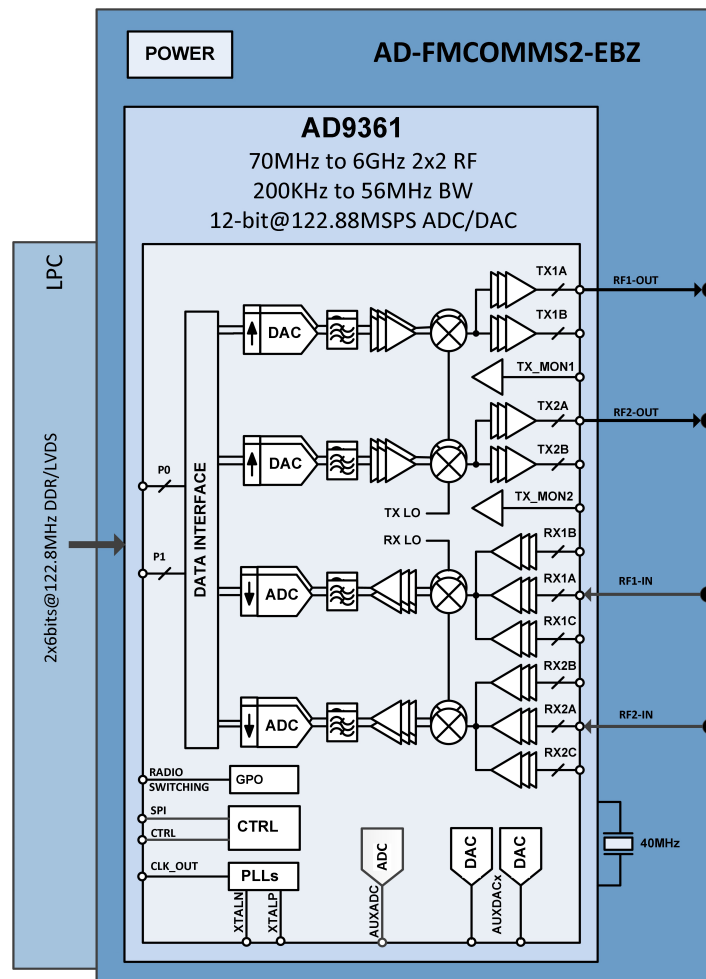 POWER
AD-FMCOMMS2-EBZ
AD9361
70MHz to 6GHz 2x2 RF
200KHz to 56MHz BW
12-bit@122.88MSPS ADC/DAC
LPC
2x6bits@122.8MHz DDR/LVDS
DATA INTERFACE
P0
P1
DAC
TX1A
RF1-OUT
TX1B
TX_MON1
DAC
TX2A
RF2-OUT
TX2B
TX_MON2
TX LO
RX LO
ADC
RX1B
RX1A
RF1-IN
RX1C
ADC
RX2B
RX2A
RF2-IN
RX2C
RADIO
SWITCHING
GPO
SPI
CTRL
CTRL
CLK_OUT
PLLs
XTALN
XTALP
ADC
AUXADC
DAC
DAC
AUXDACx
40MHz